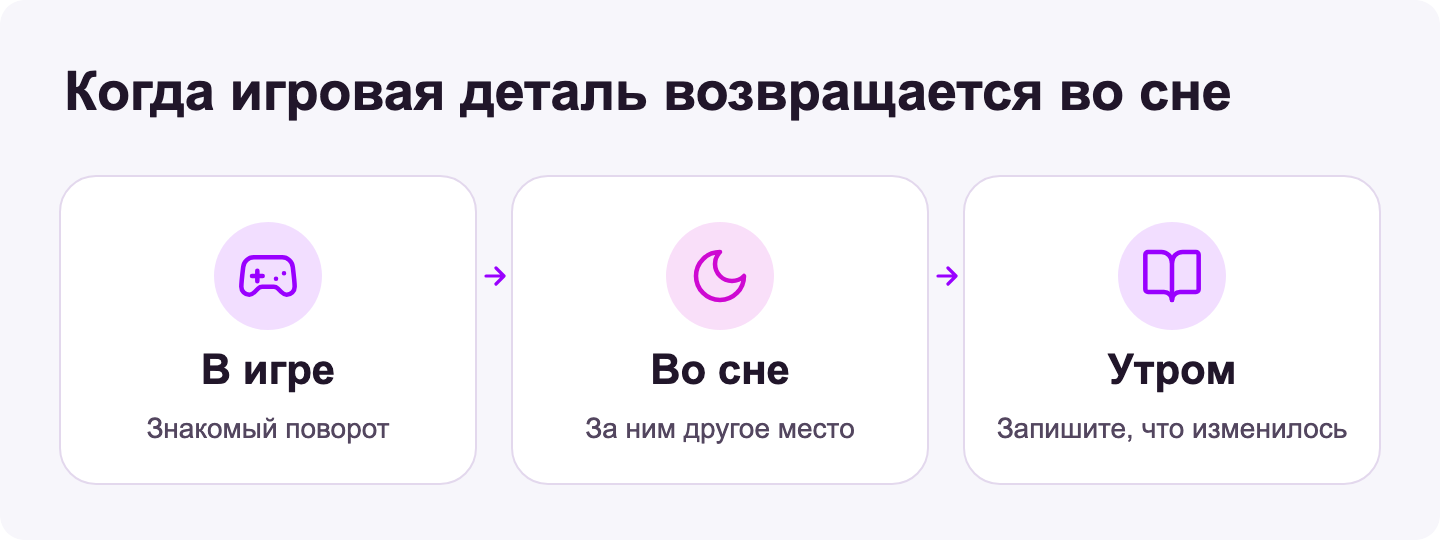 Когда игровая деталь возвращается во сне
В игре
Знакомый поворот
Во сне
За ним другое место
Утром
Запишите, что изменилось